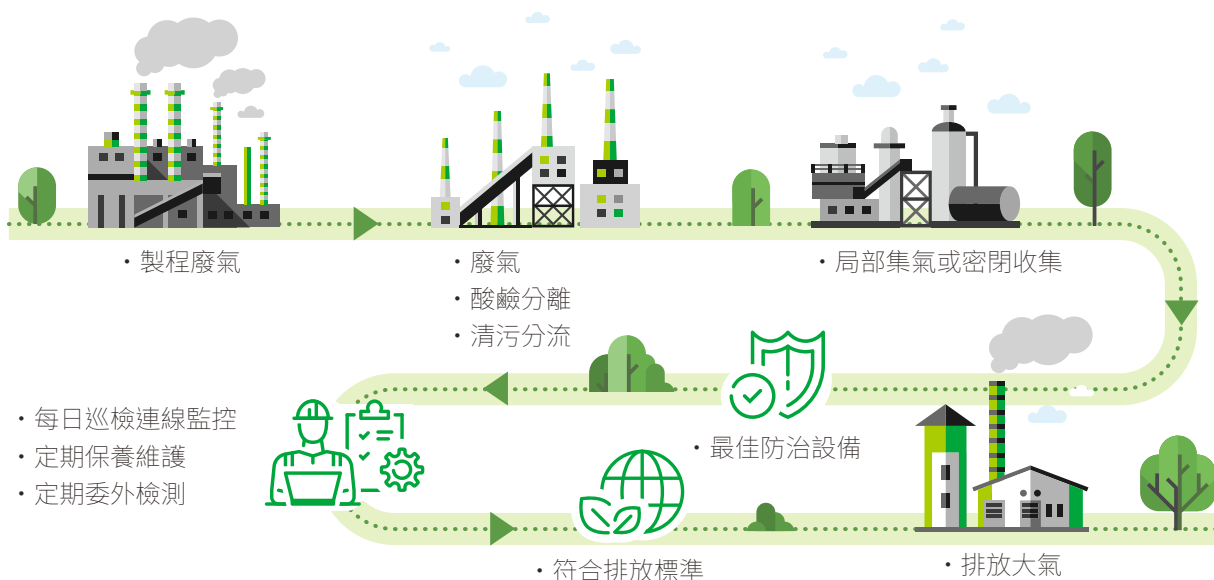 ・製程廢氣
・廢氣
・酸鹼分離
・清污分流
・局部集氣或密閉收集
・最佳防治設備
・每日巡檢連線監控
・定期保養維護
・定期委外檢測
・符合排放標準
・排放大氣